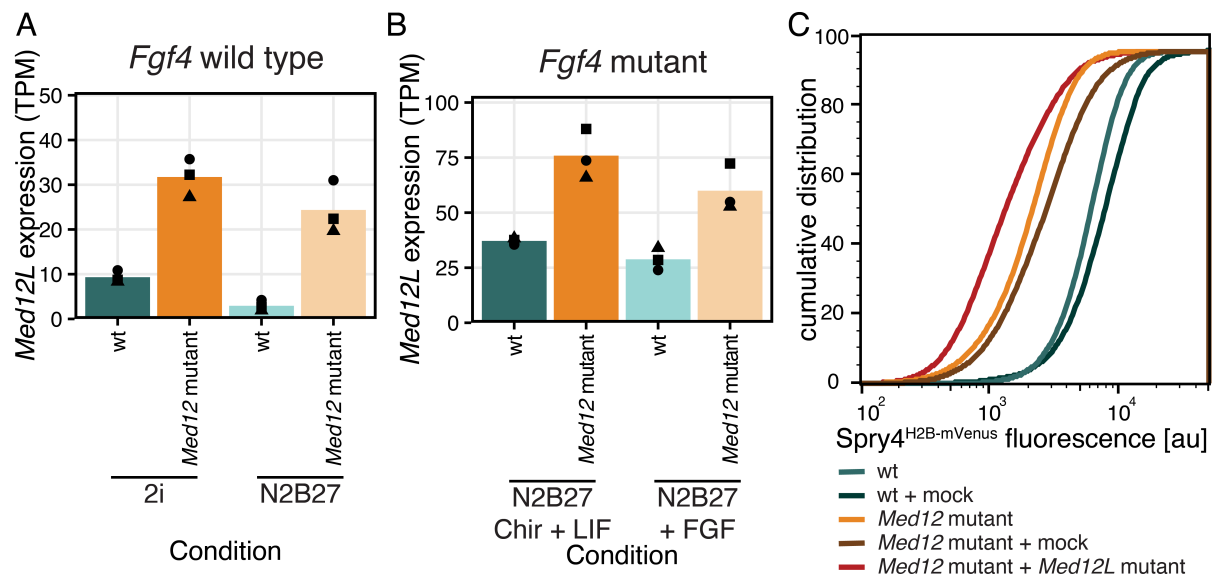 A
Fgf4 wild type
Med12L expression (TPM)
50
40
30
20
10
0
wt
Med12 mutant
wt
Med12 mutant
2i
N2B27
Condition
B
Fgf4 mutant
Med12L expression (TPM)
100
75
50
25
0
wt
Med12 mutant
wt
Med12 mutant
N2B27
Chir + LIF
N2B27
+ FGF
Condition
C
cumulative distribution
100
80
60
40
20
0
10²
10³
10⁴
Spry4ᴴ²ᴮ⁻ᵐⱽᵉⁿᵘˢ fluorescence [au]
wt
wt + mock
Med12 mutant
Med12 mutant + mock
Med12 mutant + Med12L mutant